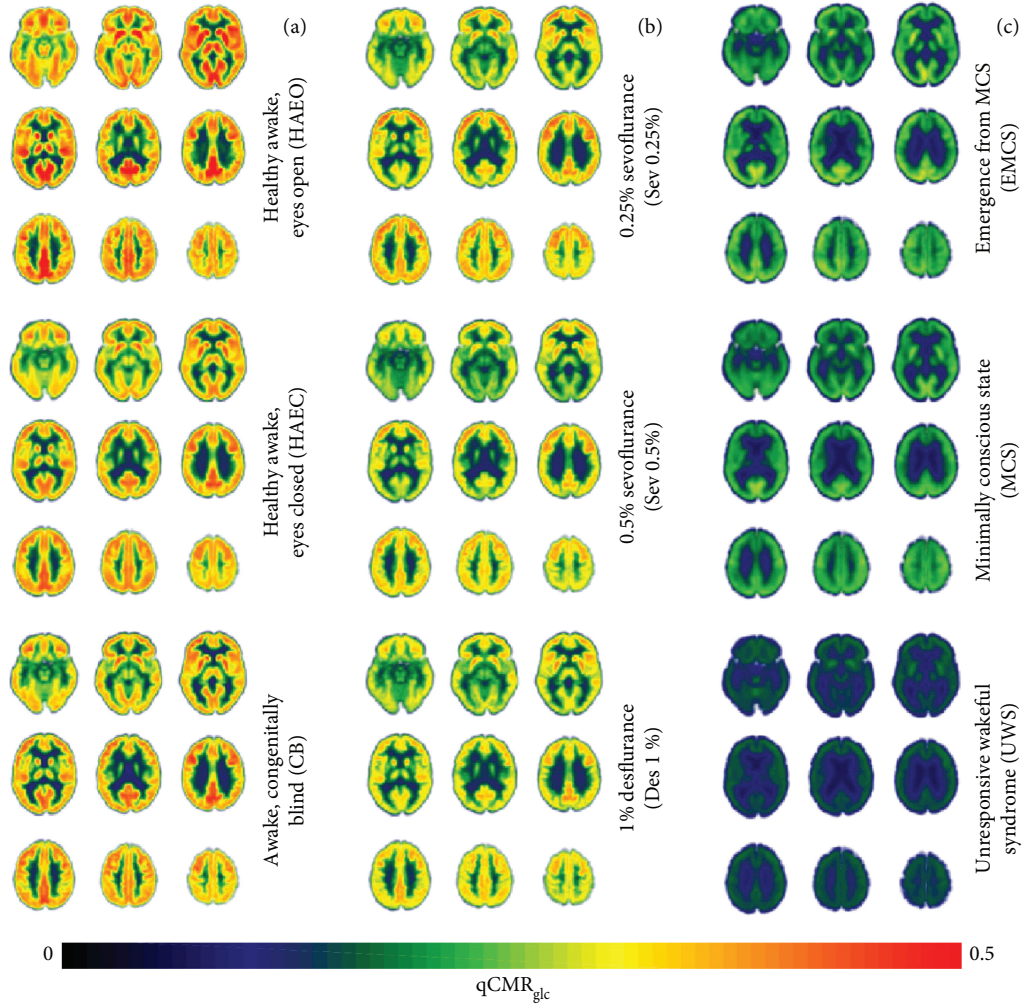 (a)
Healthy awake,
eyes open (HAEO)
Healthy awake,
eyes closed (HAEC)
Awake, congenitally
blind (CB)
(b)
0.25% sevoflurance
(Sev 0.25%)
0.5% sevoflurance
(Sev 0.5%)
1% desflurance
(Des 1 %)
(c)
Emergence from MCS
(EMCS)
Minimally conscious state
(MCS)
Unresponsive wakeful
syndrome (UWS)
0
0.5
qCMRglc